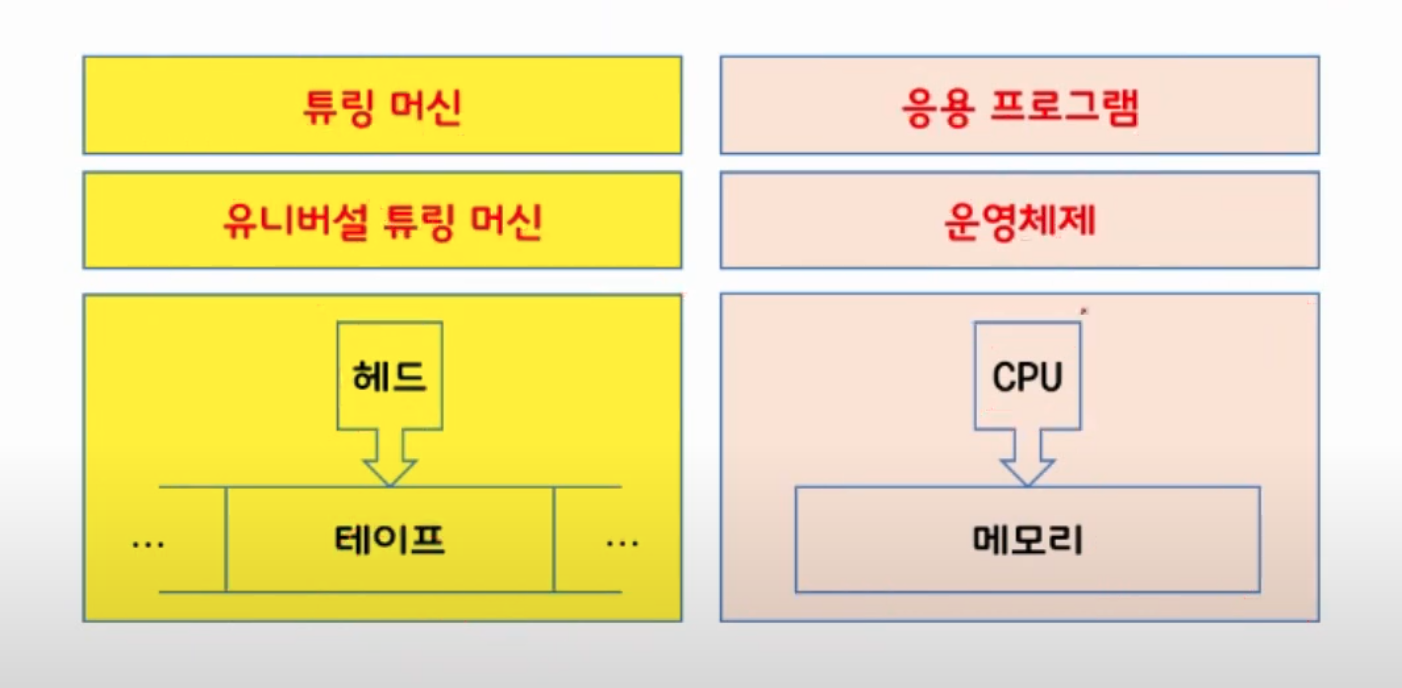 튜링 머신
응용 프로그램
유니버설 튜링 머신
운영체제
헤드
CPU
... 테이프 ...
메모리